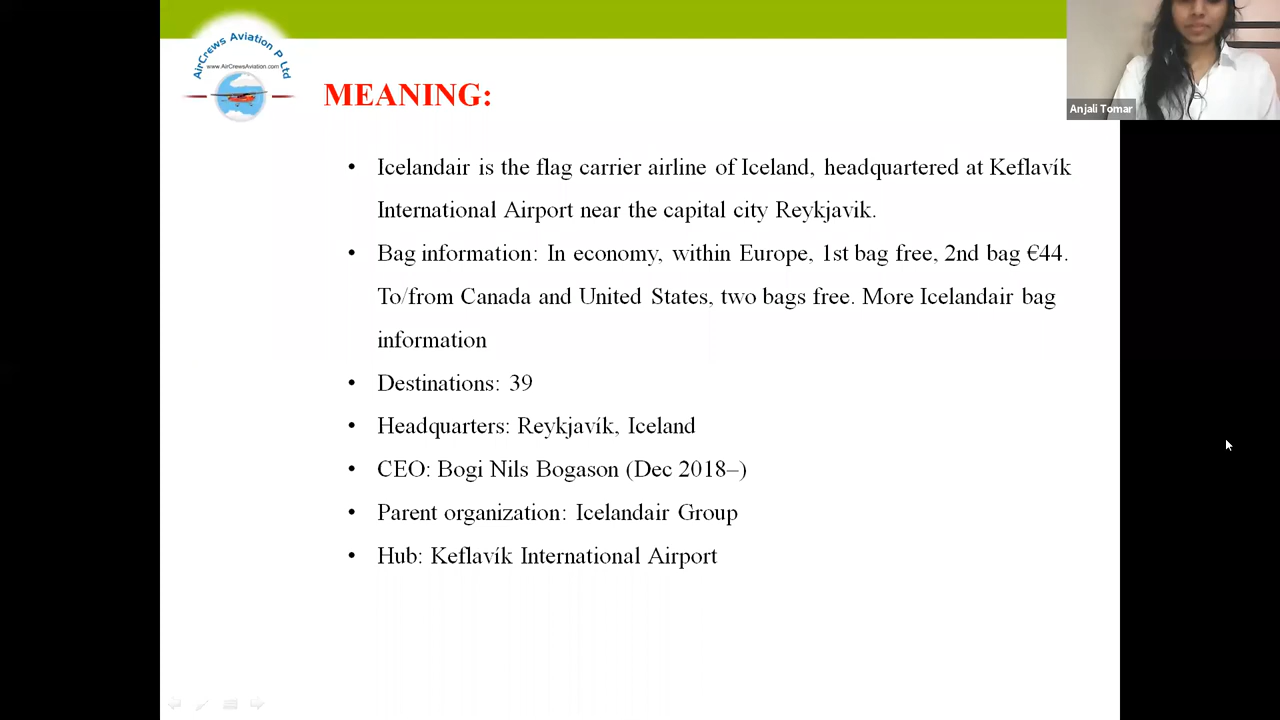 AirCrews Aviation P Ltd
www.AirCrewsAviation.com
Anjali Tomar
MEANING:
• Icelandair is the flag carrier airline of Iceland, headquartered at Keflavík
International Airport near the capital city Reykjavik.
• Bag information: In economy, within Europe, 1st bag free, 2nd bag €44.
To/from Canada and United States, two bags free. More Icelandair bag
information
• Destinations: 39
• Headquarters: Reykjavík, Iceland
• CEO: Bogi Nils Bogason (Dec 2018–)
• Parent organization: Icelandair Group
• Hub: Keflavík International Airport